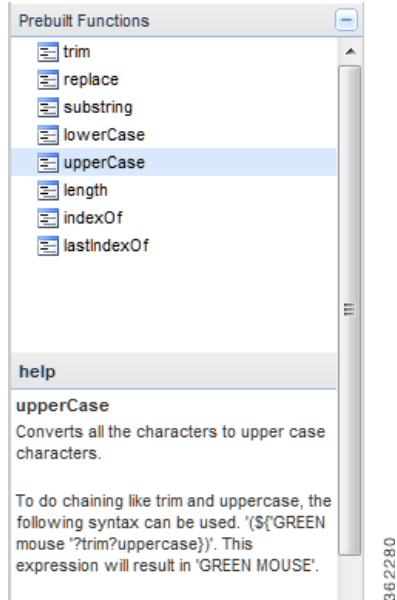 Prebuilt Functions
trim
replace
substring
lowerCase
upperCase
length
indexOf
lastIndexOf
help
upperCase
Converts all the characters to upper case
characters.
To do chaining like trim and uppercase, the
following syntax can be used. '(${'GREEN
mouse '?trim?uppercase})'. This
expression will result in 'GREEN MOUSE'.
362280